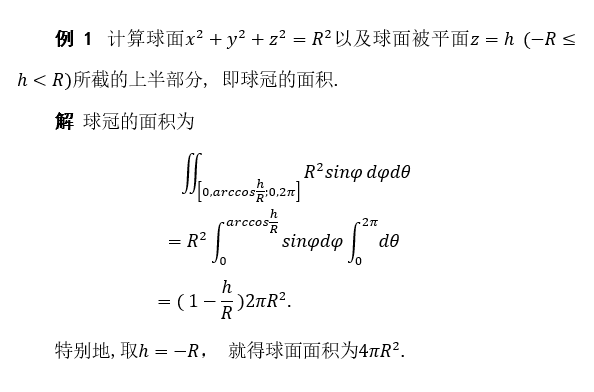 例 1 计算球面x² + y² + z² = R²以及球面被平面z = h (−R ≤
h < R)所截的上半部分, 即球冠的面积.
解 球冠的面积为
∬_[0,arccos h/R;0,2π] R²sinφ dφdθ
= R² ∫₀^(arccos h/R) sinφdφ ∫₀^(2π) dθ
= ( 1 − h/R )2πR².
特别地, 取h = −R， 就得球面面积为4πR².